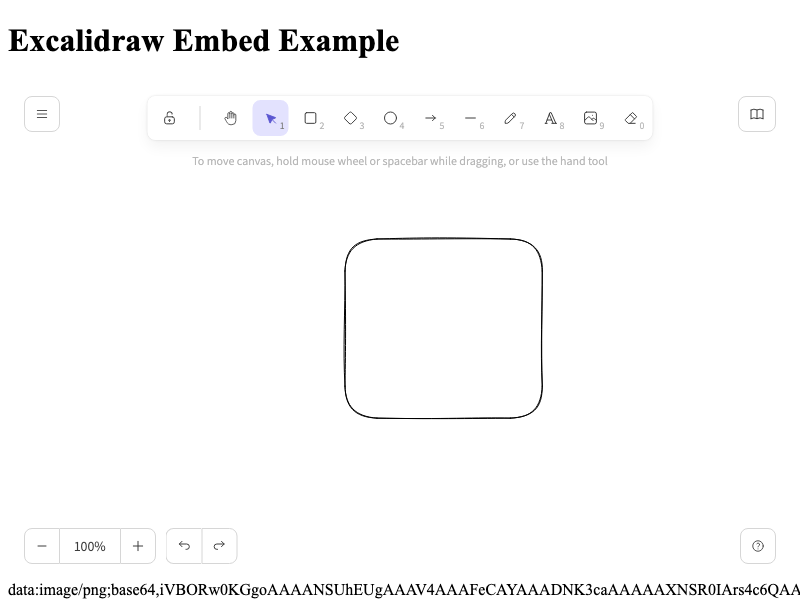 Excalidraw Embed Example
1 2 3 4 5 6 7 A 8 9 0
To move canvas, hold mouse wheel or spacebar while dragging, or use the hand tool
100%
data:image/png;base64,iVBORw0KGgoAAAANSUhEUgAAAV4AAAFeCAYAAADNK3caAAAAAXNSR0IArs4c6QAA